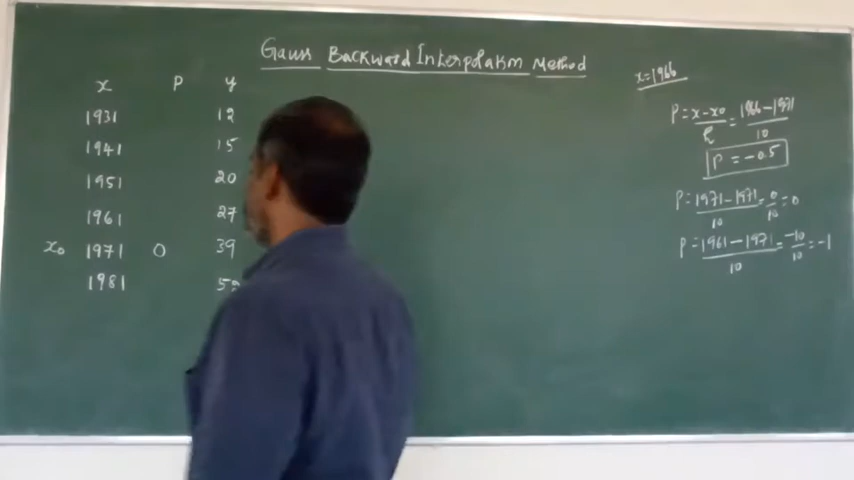 Gauss Backward Interpolation Method
x P y
1931 12
1941 15
1951 20
1961 27
x₀ 1971 0 39
1981
x=1966
P = x-x₀/h = 1966-1971/10
P = -0.5
P = 1971-1971/10 = 0/10 = 0
P = 1961-1971/10 = -10/10 = -1